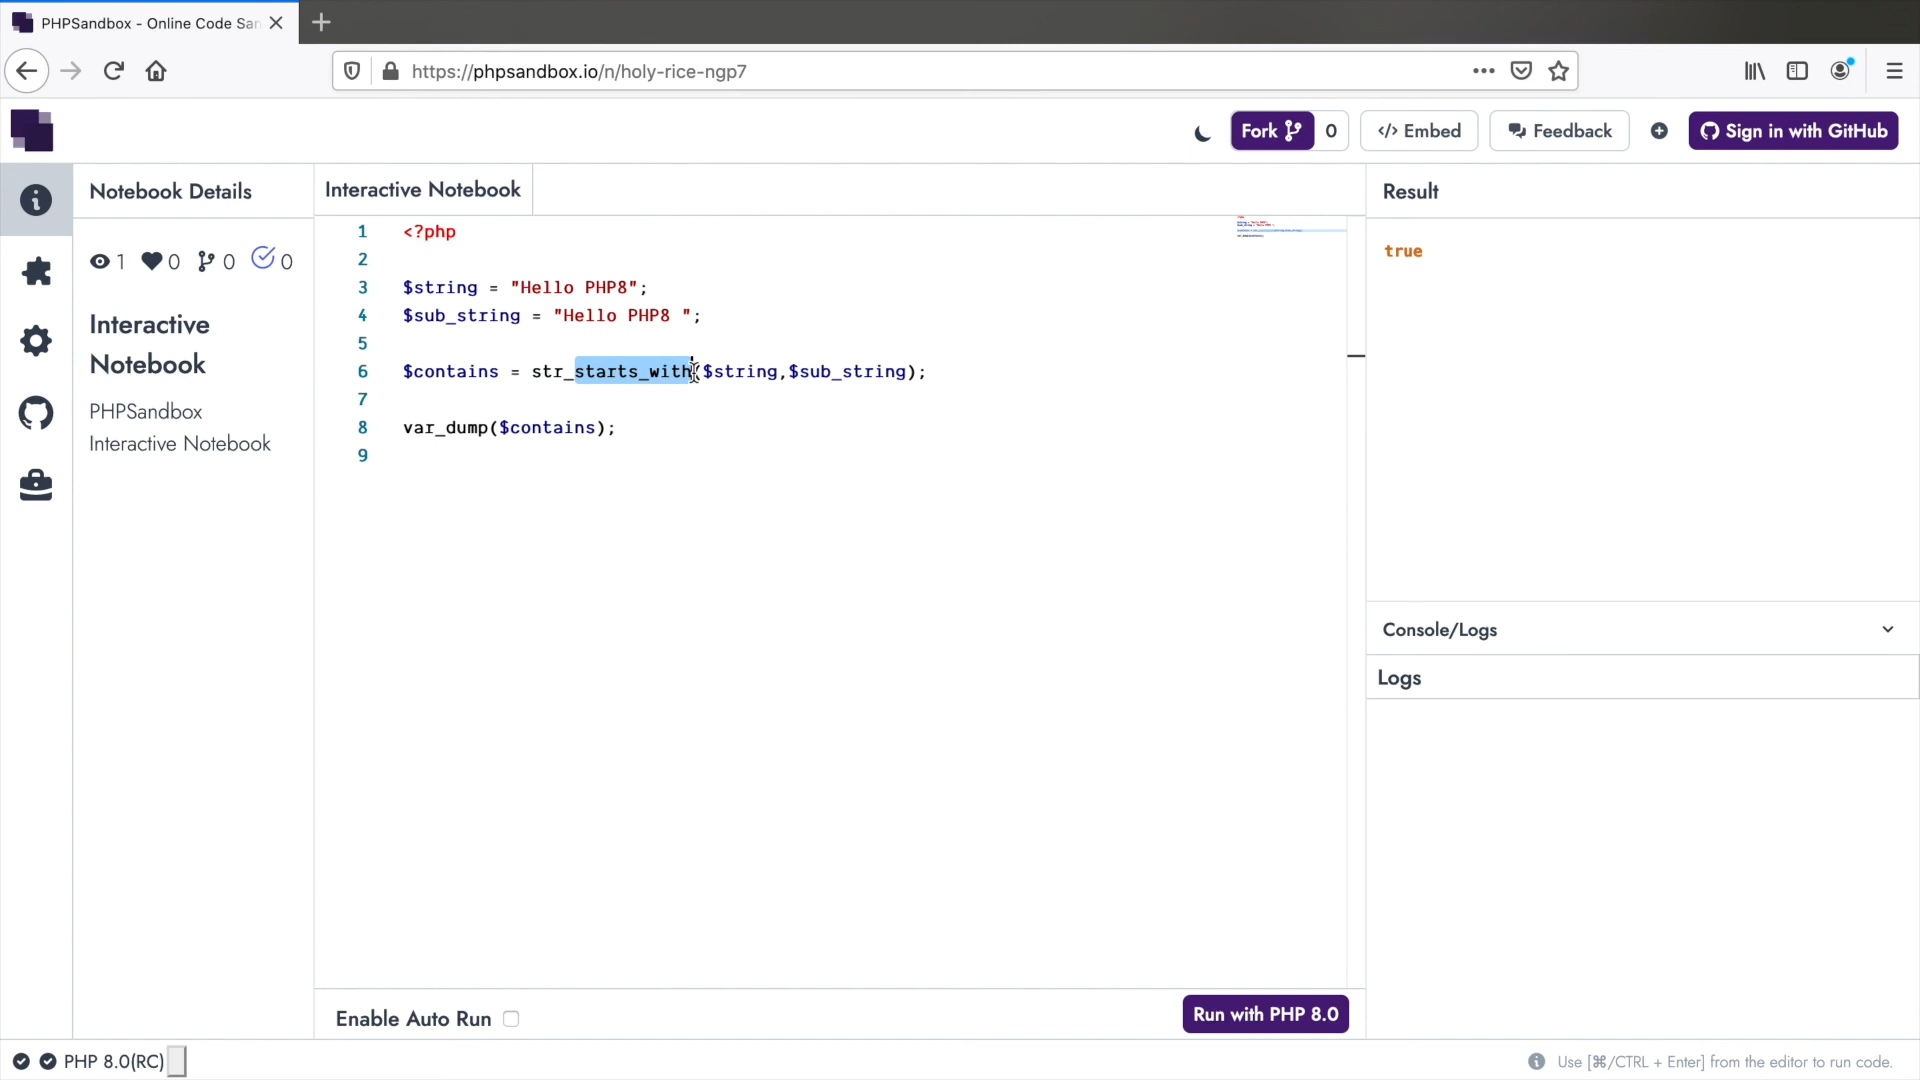 PHPSandbox - Online Code San
https://phpsandbox.io/n/holy-rice-ngp7
Fork 0
</> Embed
Feedback
Sign in with GitHub
Notebook Details
Interactive Notebook
Result
1 0 0 0
Interactive
Notebook
PHPSandbox
Interactive Notebook
1 <?php
2
3 $string = "Hello PHP8";
4 $sub_string = "Hello PHP8 ";
5
6 $contains = str_starts_with($string,$sub_string);
7
8 var_dump($contains);
9
true
Console/Logs
Logs
Enable Auto Run
Run with PHP 8.0
PHP 8.0(RC)
Use [⌘/CTRL + Enter] from the editor to run code.